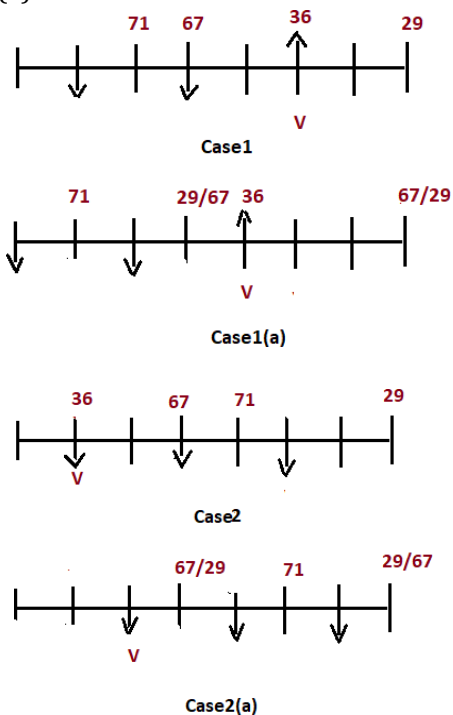 71 67 36 29
V
Case1
71 29/67 36 67/29
V
Case1(a)
36 67 71 29
V
Case2
67/29 71 29/67
V
Case2(a)